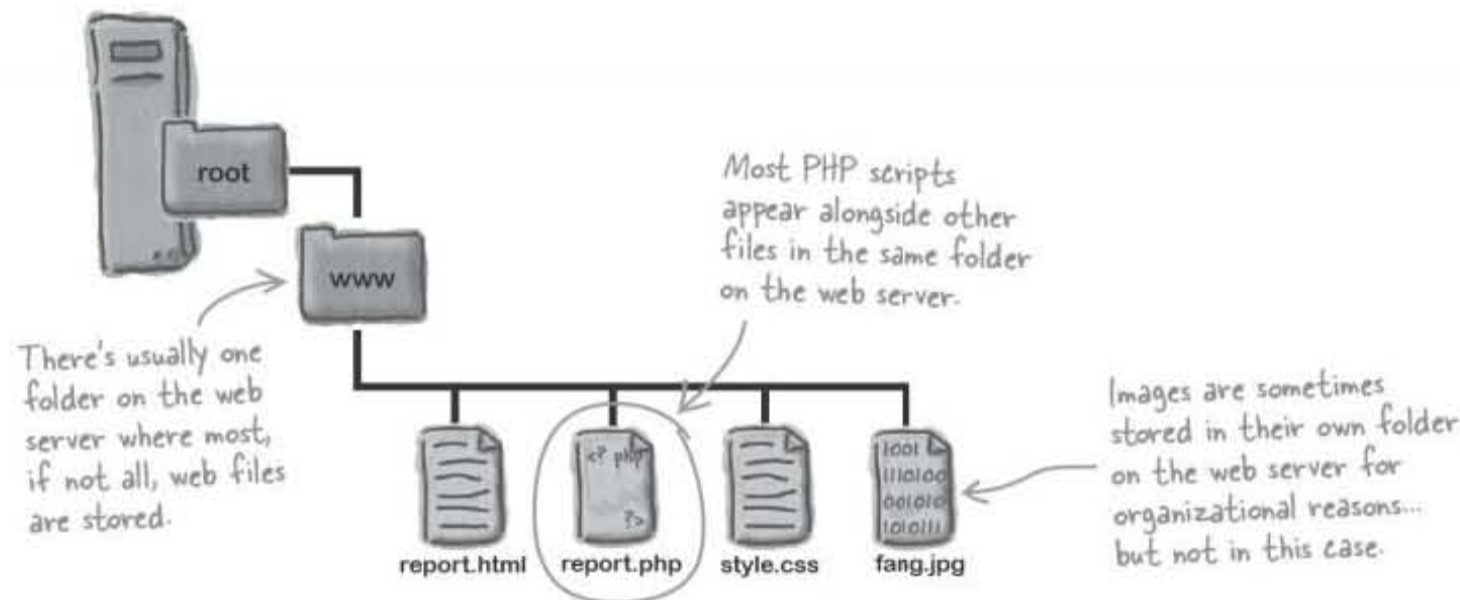 root
www
Most PHP scripts
appear alongside other
files in the same folder
on the web server.
There's usually one
folder on the web
server where most,
if not all, web files
are stored.
Images are sometimes
stored in their own folder
on the web server for
organizational reasons...
but not in this case.
<? php
?>
1001
1110100
001010
1010111
report.html
report.php
style.css
fang.jpg